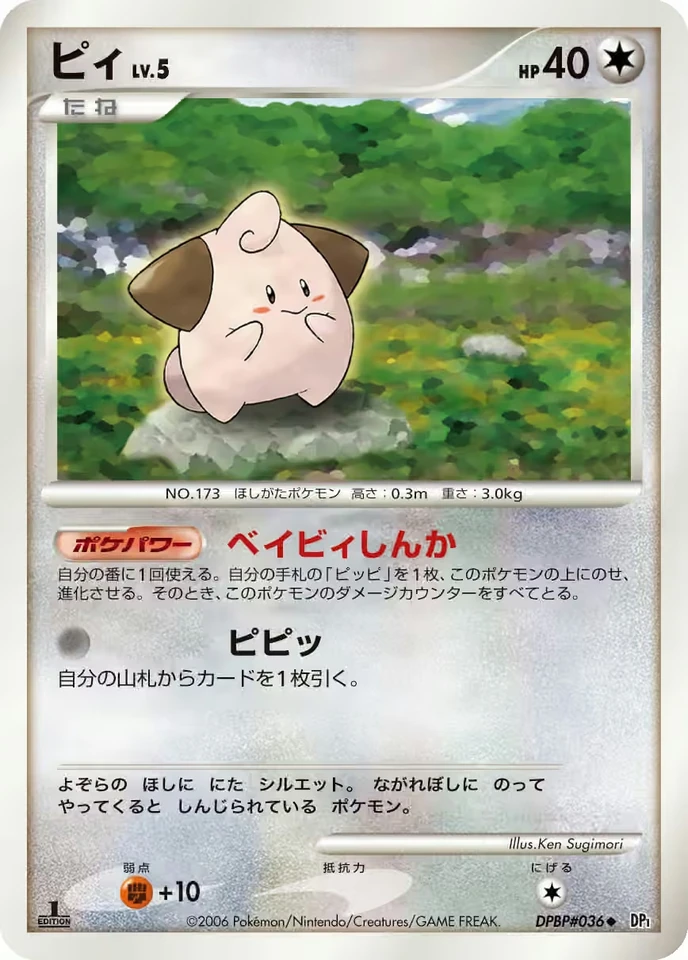 ピィ LV.5 HP 40
たね
NO.173 ほしがたポケモン 高さ:0.3m 重さ:3.0kg
ポケパワー ベイビィしんか
自分の番に1回使える。自分の手札の「ピッピ」を1枚、このポケモンの上にのせ、
進化させる。そのとき、このポケモンのダメージカウンターをすべてとる。
ピピッ
自分の山札からカードを1枚引く。
よぞらの ほしに にた シルエット。 ながれぼしに のって
やってくると しんじられている ポケモン。
Illus.Ken Sugimori
弱点 抵抗力 にげる
+10
1 EDITION ©2006 Pokémon/Nintendo/Creatures/GAME FREAK. DPBP#036◆ DP1